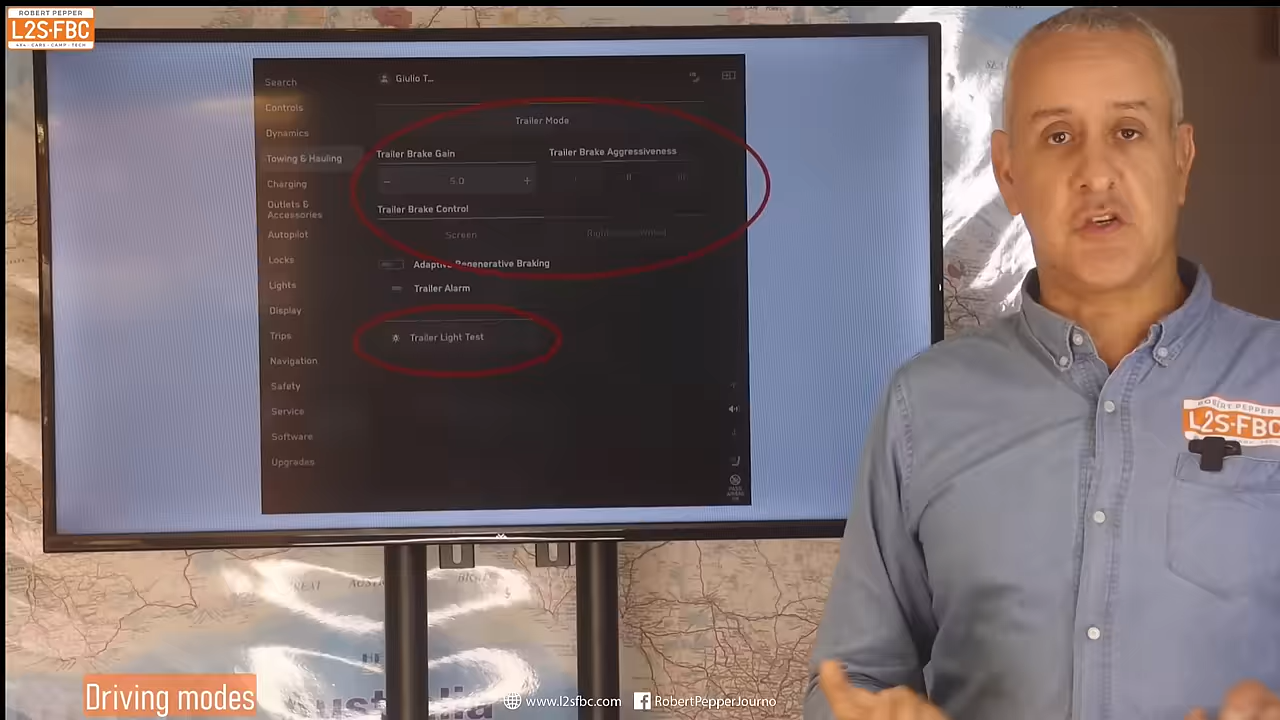 ROBERT PEPPER
L2S·FBC
4X4 · CARS · CAMP · TECH
Search
Controls
Dynamics
Towing & Hauling
Charging
Outlets &
Accessories
Autopilot
Locks
Lights
Display
Trips
Navigation
Safety
Service
Software
Upgrades
Giulio T...
Trailer Mode
Trailer Brake Gain
Trailer Brake Aggressiveness
− 5.0 +
Trailer Brake Control
Screen
Adaptive Regenerative Braking
Trailer Alarm
Trailer Light Test
ROBERT PEPPER
L2S·FBC
Australia
Driving modes
www.l2sfbc.com
RobertPepperJourno